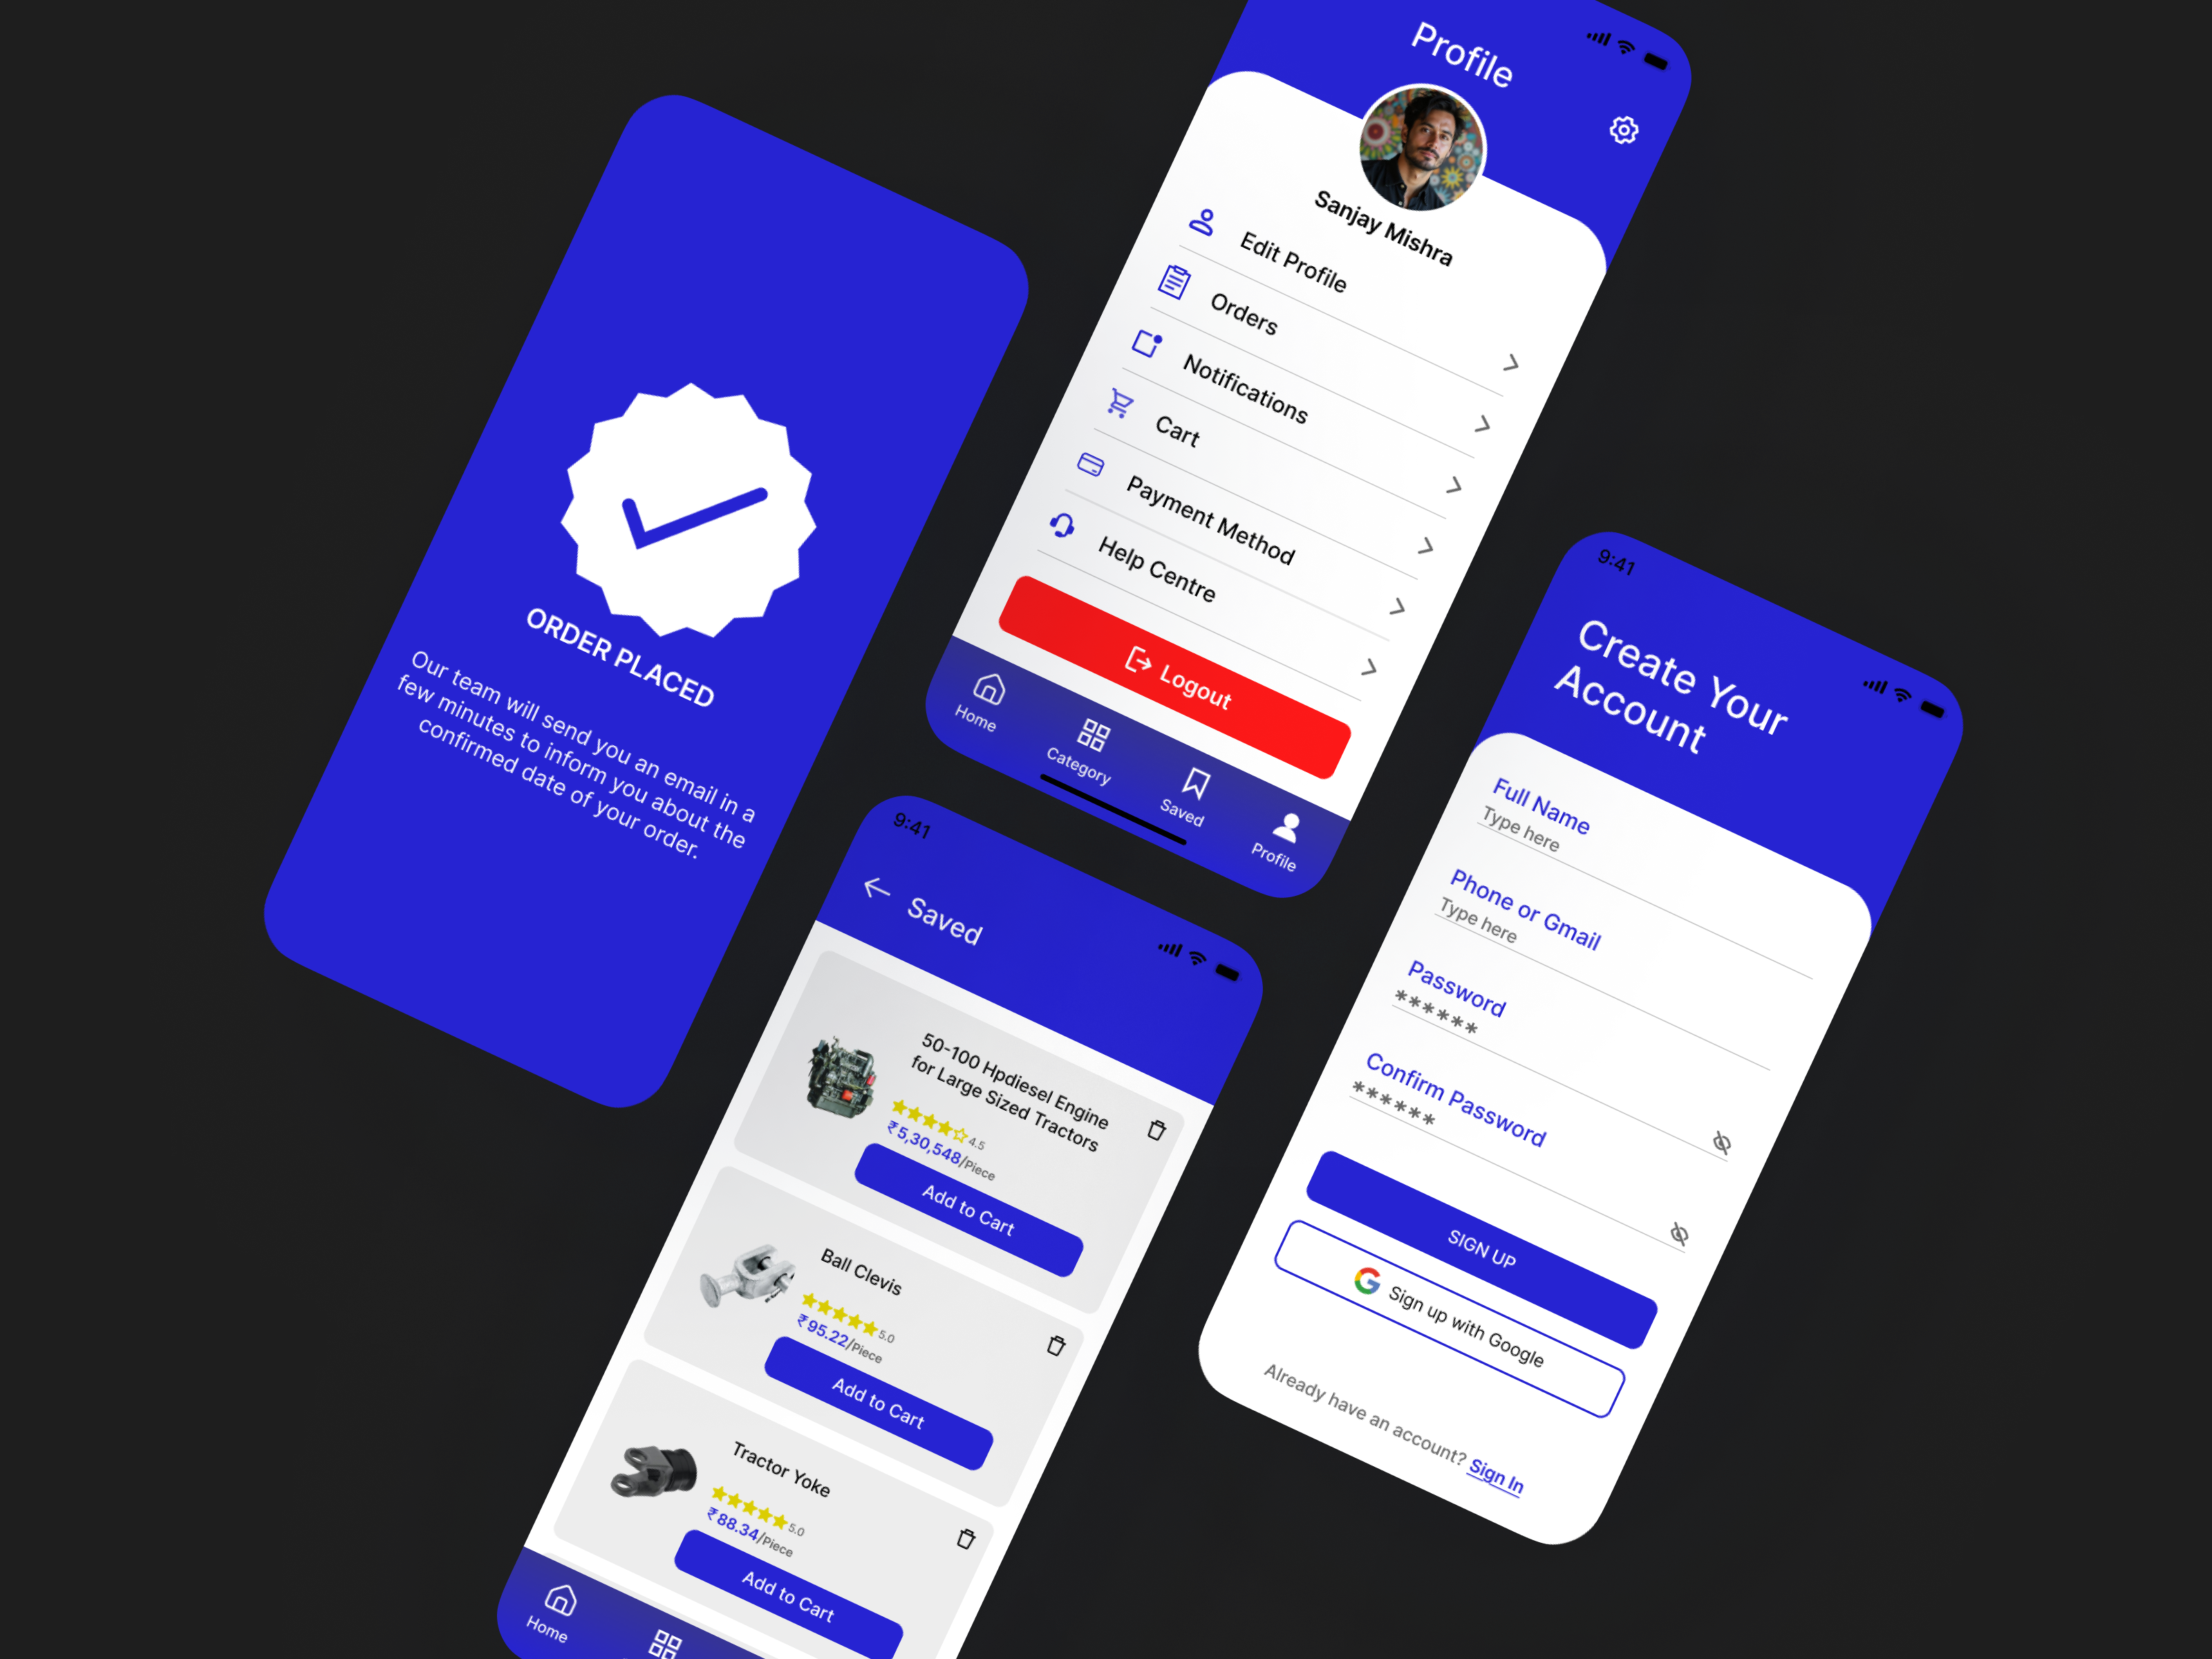 ORDER PLACED
Our team will send you an email in a
few minutes to inform you about the
confirmed date of your order.
Profile
Sanjay Mishra
Edit Profile
Orders
Notifications
Cart
Payment Method
Help Centre
Logout
Home
Category
Saved
Profile
9:41
Saved
50-100 Hpdiesel Engine
for Large Sized Tractors
4.5
₹5,30,548/Piece
Add to Cart
Ball Clevis
5.0
₹95.22/Piece
Add to Cart
Tractor Yoke
5.0
₹88.34/Piece
Add to Cart
Home
9:41
Create Your
Account
Full Name
Type here
Phone or Gmail
Type here
Password
******
Confirm Password
******
SIGN UP
G Sign up with Google
Already have an account? Sign In